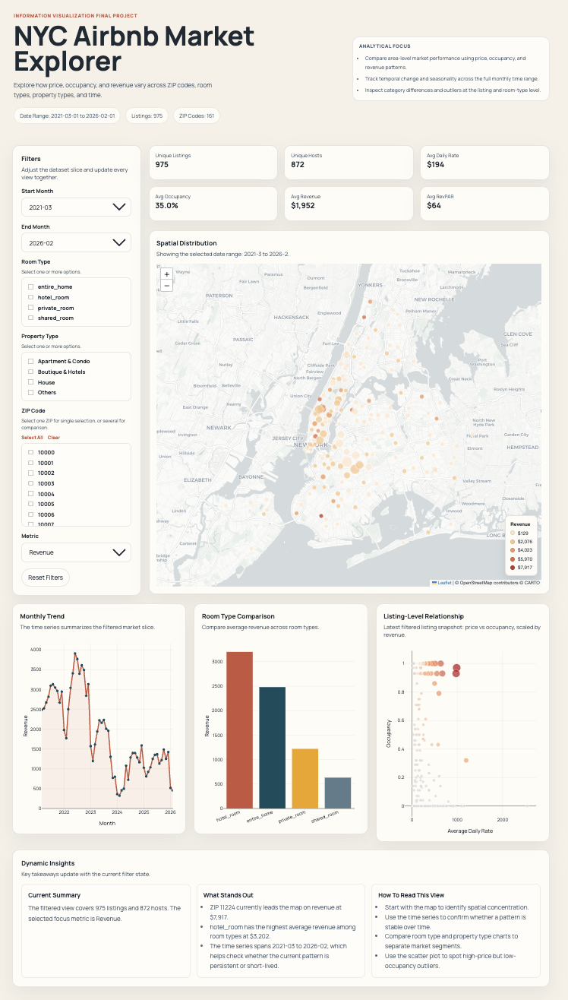 INFORMATION VISUALIZATION FINAL PROJECT
NYC Airbnb Market
Explorer
Explore how price, occupancy, and revenue vary across ZIP codes, room
types, property types, and time.
Date Range: 2021-03-01 to 2026-02-01
Listings: 975
ZIP Codes: 161
ANALYTICAL FOCUS
• Compare area-level market performance using price, occupancy, and
revenue patterns.
• Track temporal change and seasonality across the full monthly time range.
• Inspect category differences and outliers at the listing and room-type level.
Filters
Adjust the dataset slice and update every
view together.
Start Month
2021-03
End Month
2026-02
Room Type
Select one or more options.
entire_home
hotel_room
private_room
shared_room
Property Type
Select one or more options.
Apartment & Condo
Boutique & Hotels
House
Others
ZIP Code
Select one ZIP for single selection, or several for
comparison.
Select All Clear
10000
10001
10002
10003
10004
10005
10006
10007
Metric
Revenue
Reset Filters
Unique Listings
975
Unique Hosts
872
Avg Daily Rate
$194
Avg Occupancy
35.0%
Avg Revenue
$1,952
Avg RevPAR
$64
Spatial Distribution
Showing the selected date range: 2021-3 to 2026-2.
+
−
Wayne
Paramus
Dumont
Tuckahoe
Mamaroneck
Fair Lawn
Bergenfield
YONKERS
Bronxville
Larchmont
PATERSON
NEW ROCHELLE
HACKENSACK
Englewood
Pelham Manor
Little Falls
PASSAIC
GLEN COVE
Cedar Grove
Fort Lee
Sea Cliff
ell
Nutley
Cliffside Park
Port
Washington
Fairview
North Bergen
Great Neck
Bloomfield
Belleville
Union City
Roslyn Heights
East Orange
Kearny
North New
Hyde Park
plewood
Irvington
NEWARK
JERSEY CITY
NEW YORK
Floral Park
Garden City
Elmont
HEMPSTEAD
Union
Hillside
ELIZABETH
BAYONNE
Valley Stream
Linden
Woodmere
Oceanside
Inwood
hway
Carteret
LONG B
bridge
nship
Revenue
$129
$2,076
$4,023
$5,970
$7,917
Leaflet | © OpenStreetMap contributors © CARTO
Monthly Trend
The time series summarizes the filtered market slice.
4000
3500
3000
2500
2000
1500
1000
500
0
Revenue
2022
2023
2024
2025
2026
Month
Room Type Comparison
Compare average revenue across room types.
3000
2500
2000
1500
1000
500
0
Revenue
hotel_room
entire_home
private_room
shared_room
Listing-Level Relationship
Latest filtered listing snapshot: price vs occupancy, scaled by
revenue.
1
0.8
0.6
0.4
0.2
0
Occupancy
0
1000
2000
Average Daily Rate
Dynamic Insights
Key takeaways update with the current filter state.
Current Summary
The filtered view covers 975 listings and 872 hosts. The
selected focus metric is Revenue.
What Stands Out
• ZIP 11224 currently leads the map on revenue at
$7,917.
• hotel_room has the highest average revenue among
room types at $3,202.
• The time series spans 2021-03 to 2026-02, which
helps check whether the current pattern is
persistent or short-lived.
How To Read This View
• Start with the map to identify spatial concentration.
• Use the time series to confirm whether a pattern is
stable over time.
• Compare room type and property type charts to
separate market segments.
• Use the scatter plot to spot high-price but low-
occupancy outliers.